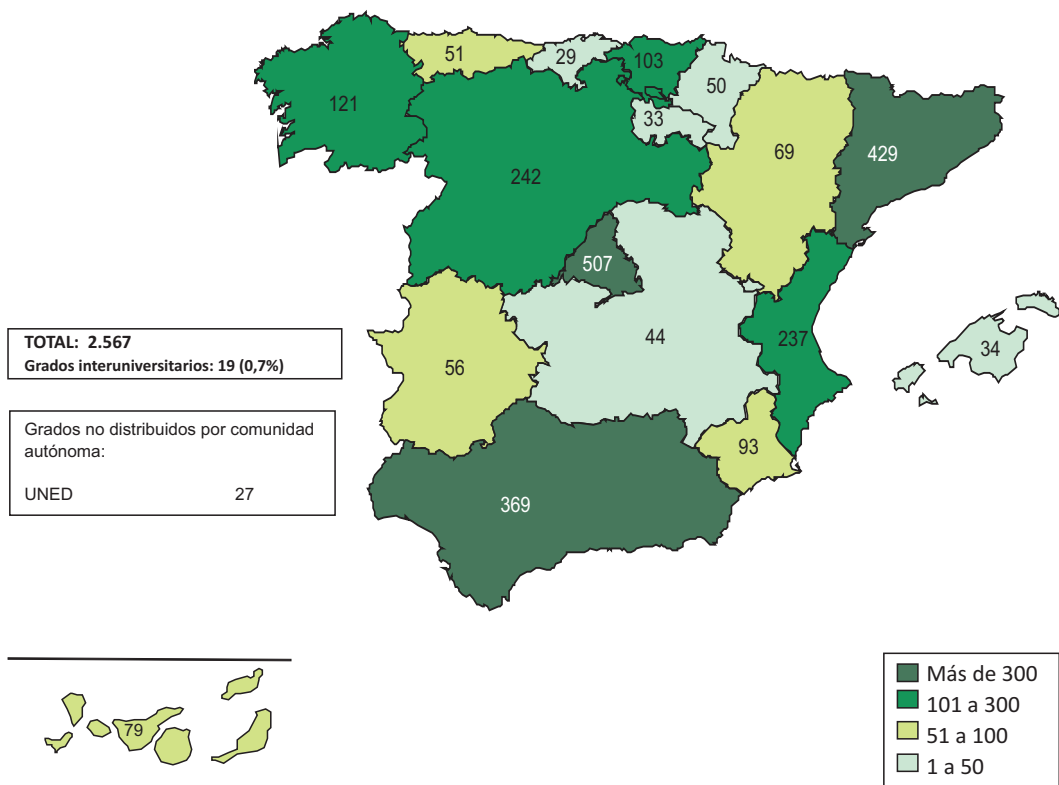 51
29
103
50
121
33
69
429
242
507
44
237
34
56
93
369
TOTAL: 2.567
Grados interuniversitarios: 19 (0,7%)
Grados no distribuidos por comunidad
autónoma:
UNED 27
79
Más de 300
101 a 300
51 a 100
1 a 50